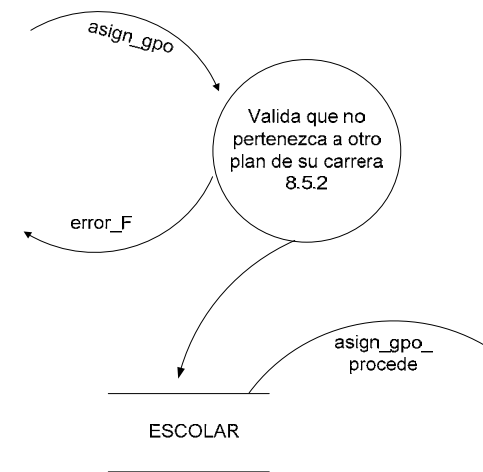 asign_gpo
Valida que no
pertenezca a otro
plan de su carrera
8.5.2
error_F
asign_gpo_
procede
ESCOLAR